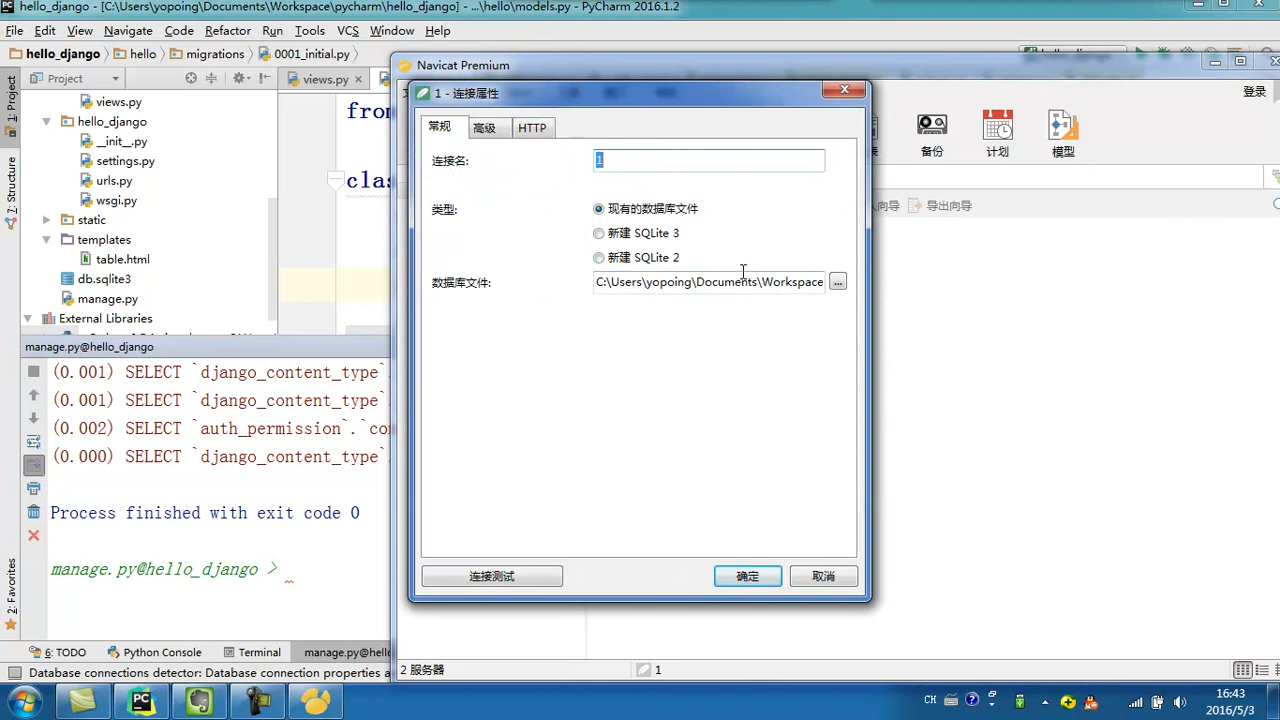 hello_django - [C:\Users\yopoing\Documents\Workspace\pycharm\hello_django] - ...\hello\models.py - PyCharm 2016.1.2
File Edit View Navigate Code Refactor Run Tools VCS Window Help
hello_django hello migrations 0001_initial.py
Project
views.py
1: Project
7: Structure
2: Favorites
views.py
hello_django
__init__.py
settings.py
urls.py
wsgi.py
static
templates
table.html
db.sqlite3
manage.py
External Libraries
from
clas
manage.py@hello_django
(0.001) SELECT `django_content_type`.
(0.001) SELECT `django_content_type`.
(0.002) SELECT `auth_permission`.`co
(0.000) SELECT `django_content_type`.
Process finished with exit code 0
manage.py@hello_django >
6: TODO Python Console Terminal manage.py@hello
Database connections detector: Database connection properties a
Navicat Premium
登录
备份 计划 模型
导出向导
1 - 连接属性
常规 高级 HTTP
连接名: 1
类型: 现有的数据库文件
新建 SQLite 3
新建 SQLite 2
数据库文件: C:\Users\yopoing\Documents\Workspace ...
连接测试 确定 取消
2 服务器 1
CH
16:43
2016/5/3